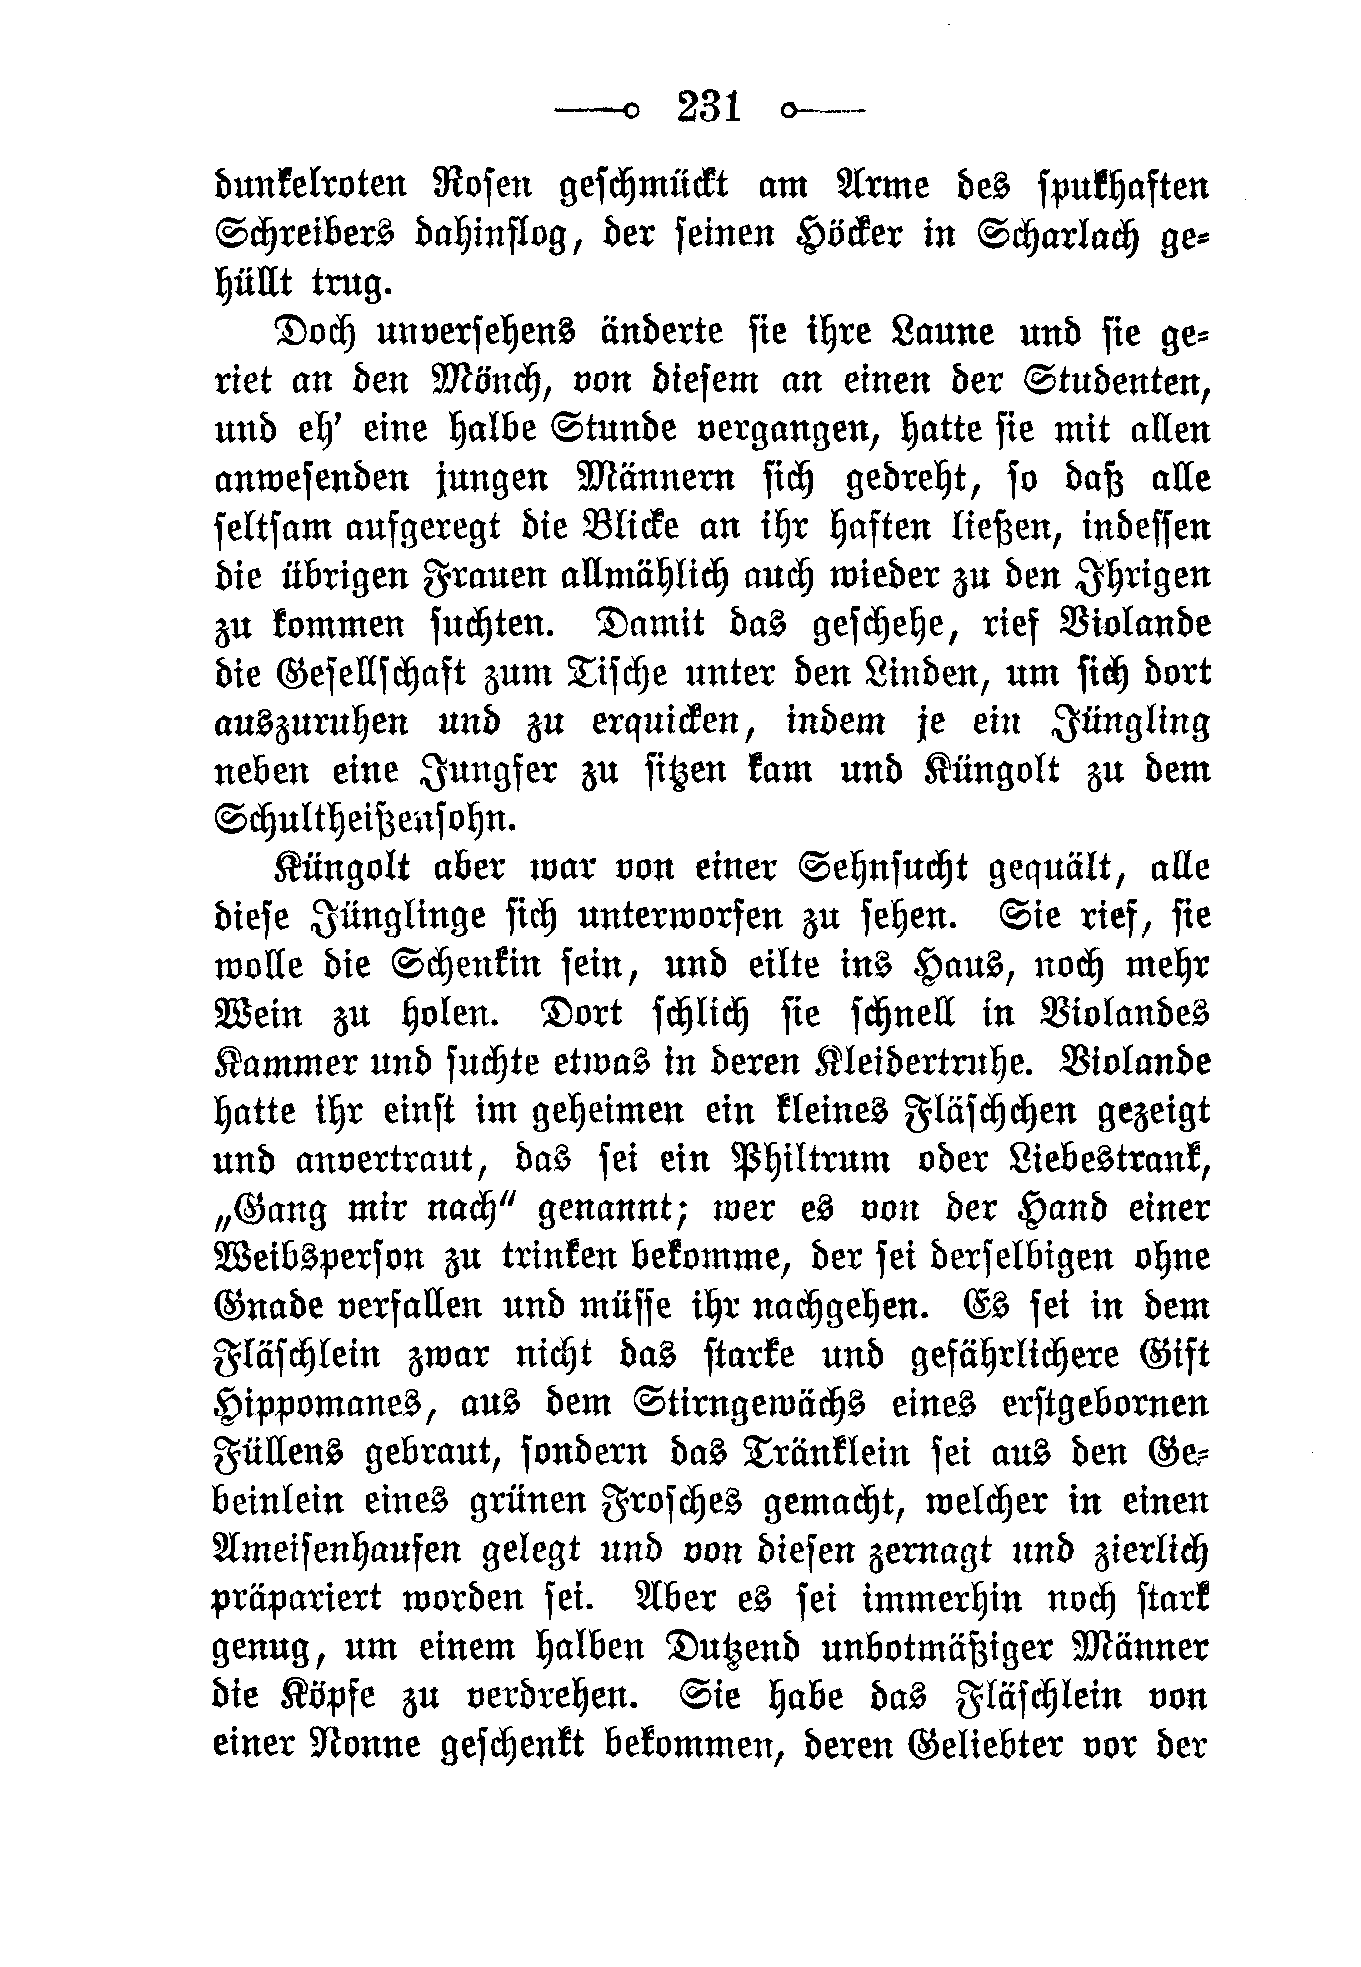 231
dunkelroten Rosen geschmückt am Arme des spukhaften
Schreibers dahinflog, der seinen Höcker in Scharlach ge-
hüllt trug.
Doch unversehens änderte sie ihre Laune und sie ge-
riet an den Mönch, von diesem an einen der Studenten,
und eh' eine halbe Stunde vergangen, hatte sie mit allen
anwesenden jungen Männern sich gedreht, so daß alle
seltsam aufgeregt die Blicke an ihr haften ließen, indessen
die übrigen Frauen allmählich auch wieder zu den Ihrigen
zu kommen suchten. Damit das geschehe, rief Violande
die Gesellschaft zum Tische unter den Linden, um sich dort
auszuruhen und zu erquicken, indem je ein Jüngling
neben eine Jungfer zu sitzen kam und Küngolt zu dem
Schultheißensohn.
Küngolt aber war von einer Sehnsucht gequält, alle
diese Jünglinge sich unterworfen zu sehen. Sie rief, sie
wolle die Schenkin sein, und eilte ins Haus, noch mehr
Wein zu holen. Dort schlich sie schnell in Violandes
Kammer und suchte etwas in deren Kleidertruhe. Violande
hatte ihr einst im geheimen ein kleines Fläschchen gezeigt
und anvertraut, das sei ein Philtrum oder Liebestrank,
„Gang mir nach“ genannt; wer es von der Hand einer
Weibsperson zu trinken bekomme, der sei derselbigen ohne
Gnade verfallen und müsse ihr nachgehen. Es sei in dem
Fläschlein zwar nicht das starke und gefährlichere Gift
Hippomanes, aus dem Stirngewächs eines erstgebornen
Füllens gebraut, sondern das Tränklein sei aus den Ge-
beinlein eines grünen Frosches gemacht, welcher in einen
Ameisenhaufen gelegt und von diesen zernagt und zierlich
präpariert worden sei. Aber es sei immerhin noch stark
genug, um einem halben Dutzend unbotmäßiger Männer
die Köpfe zu verdrehen. Sie habe das Fläschlein von
einer Nonne geschenkt bekommen, deren Geliebter vor der